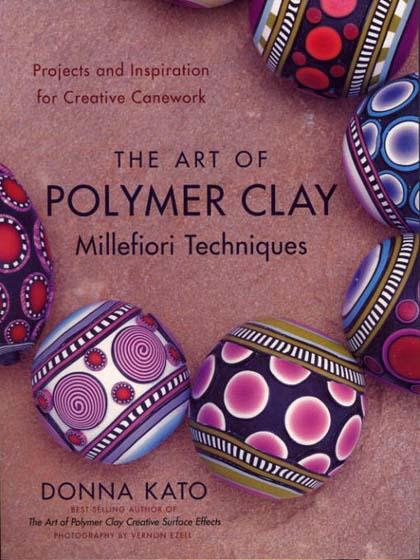 Projects and Inspiration
for Creative Canework
THE ART OF
POLYMER CLAY
Millefiori Techniques
DONNA KATO
BEST-SELLING AUTHOR OF
The Art of Polymer Clay Creative Surface Effects
PHOTOGRAPHY BY VERNON EZELL